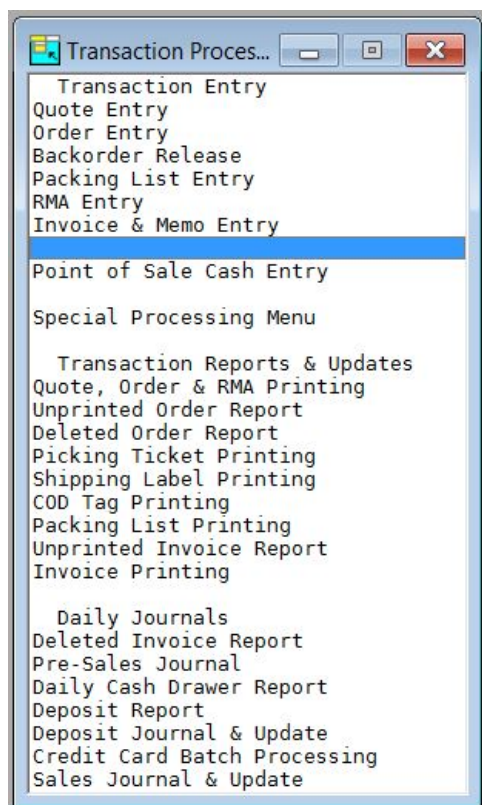 Transaction Proces...
Transaction Entry
Quote Entry
Order Entry
Backorder Release
Packing List Entry
RMA Entry
Invoice & Memo Entry
Point of Sale Cash Entry
Special Processing Menu
Transaction Reports & Updates
Quote, Order & RMA Printing
Unprinted Order Report
Deleted Order Report
Picking Ticket Printing
Shipping Label Printing
COD Tag Printing
Packing List Printing
Unprinted Invoice Report
Invoice Printing
Daily Journals
Deleted Invoice Report
Pre-Sales Journal
Daily Cash Drawer Report
Deposit Report
Deposit Journal & Update
Credit Card Batch Processing
Sales Journal & Update